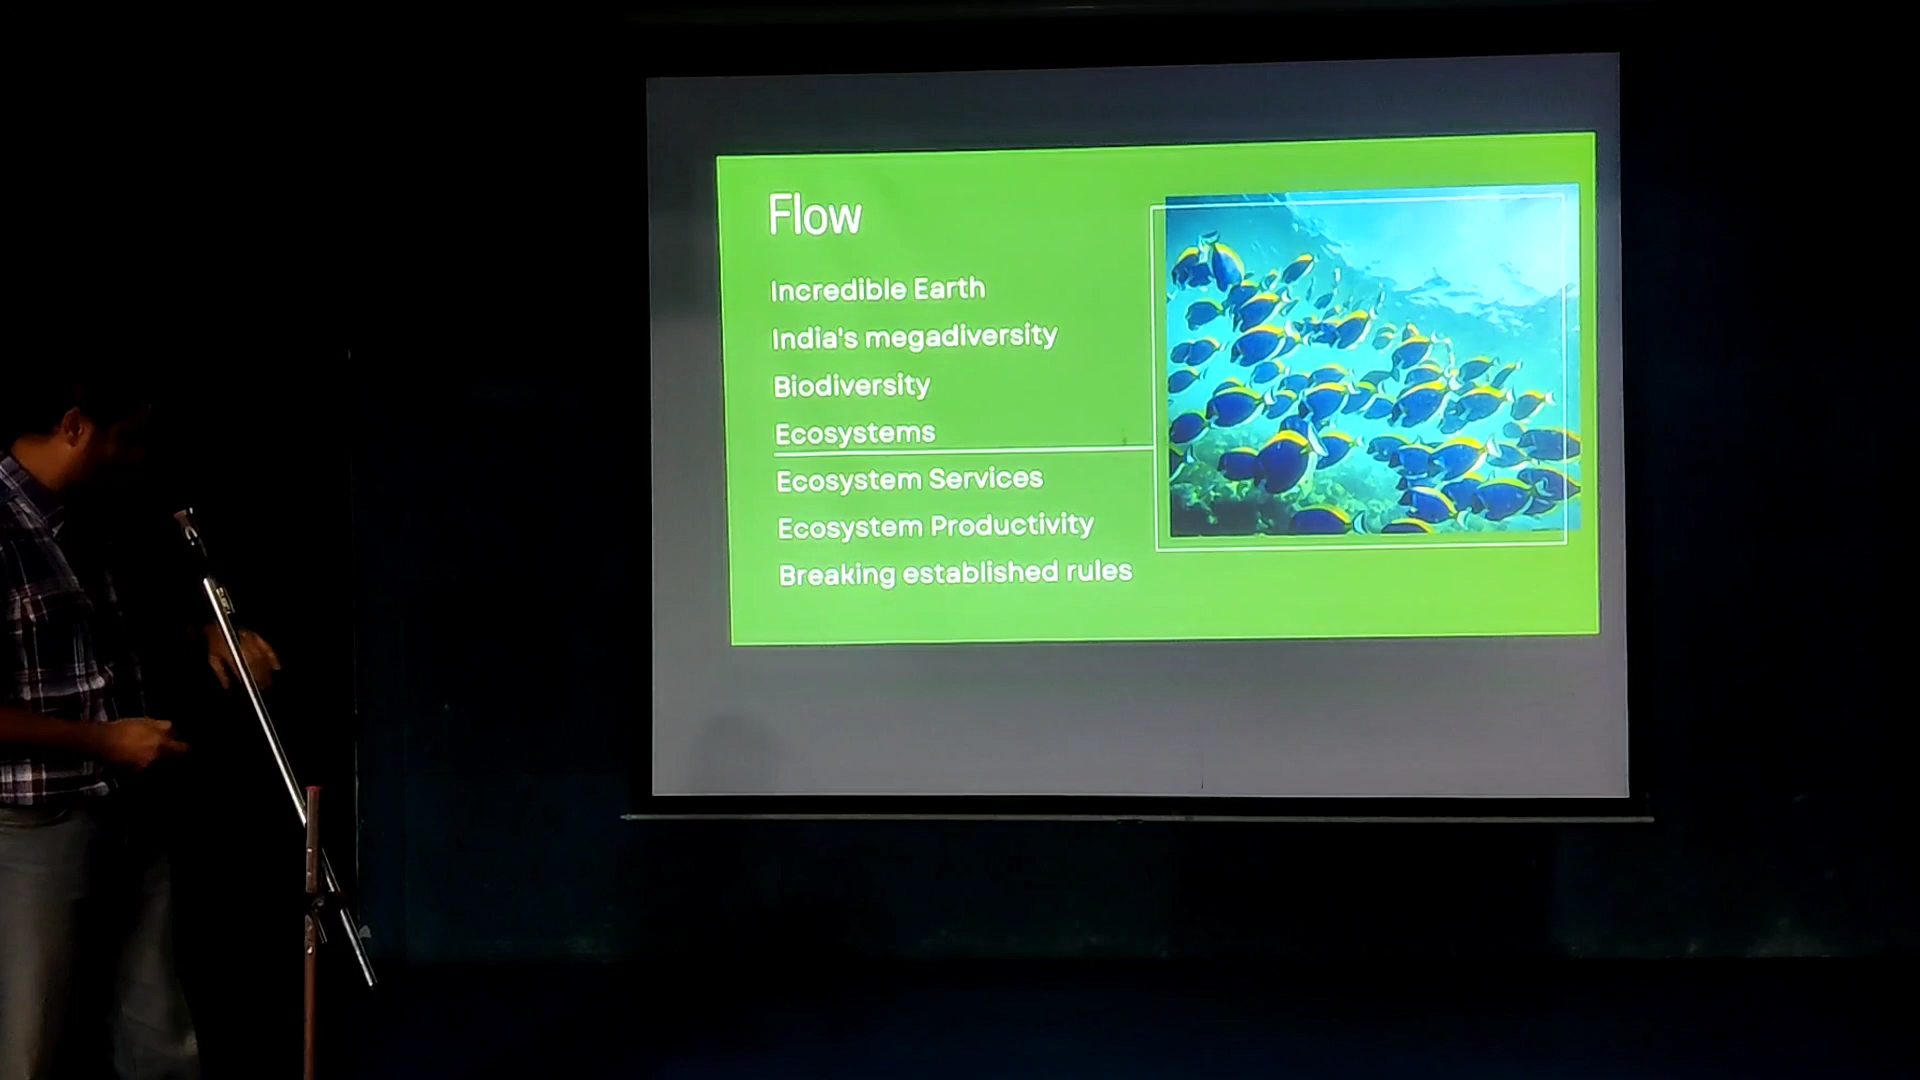 Flow
Incredible Earth
India's megadiversity
Biodiversity
Ecosystems
Ecosystem Services
Ecosystem Productivity
Breaking established rules